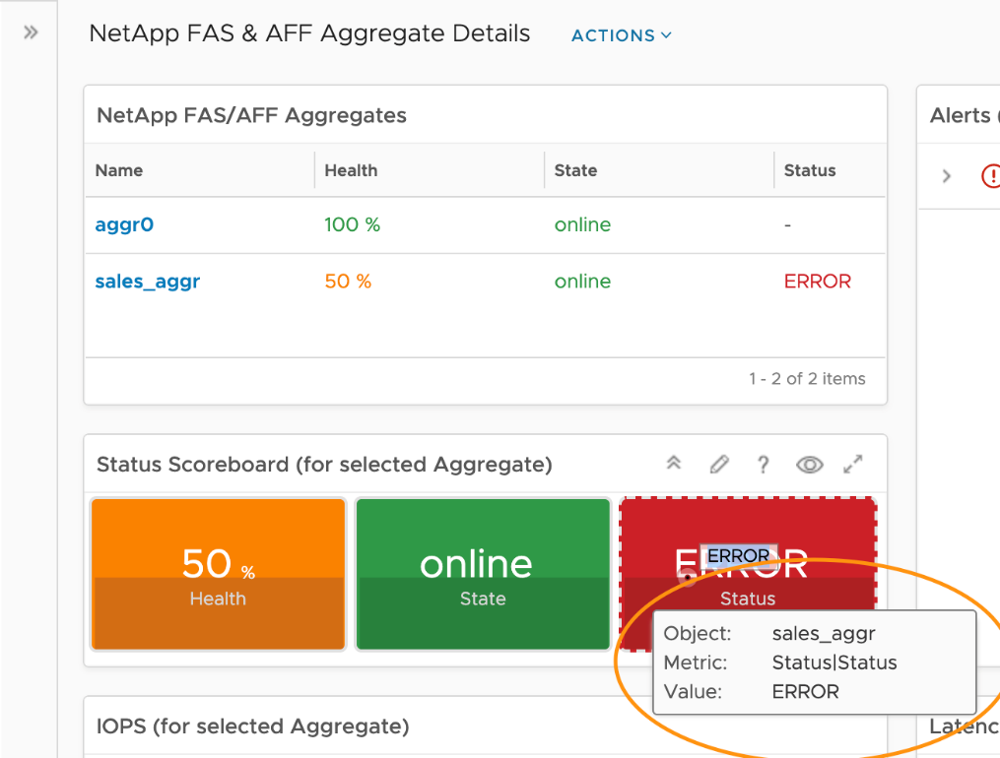 NetApp FAS & AFF Aggregate Details ACTIONS
NetApp FAS/AFF Aggregates
Name Health State Status
aggr0 100 % online -
sales_aggr 50 % online ERROR
1 - 2 of 2 items
Alerts (
Status Scoreboard (for selected Aggregate) ?
50 %
Health
online
State
ERROR
ERROR
Status
Object: sales_aggr
Metric: Status|Status
Value: ERROR
IOPS (for selected Aggregate)
Latenc